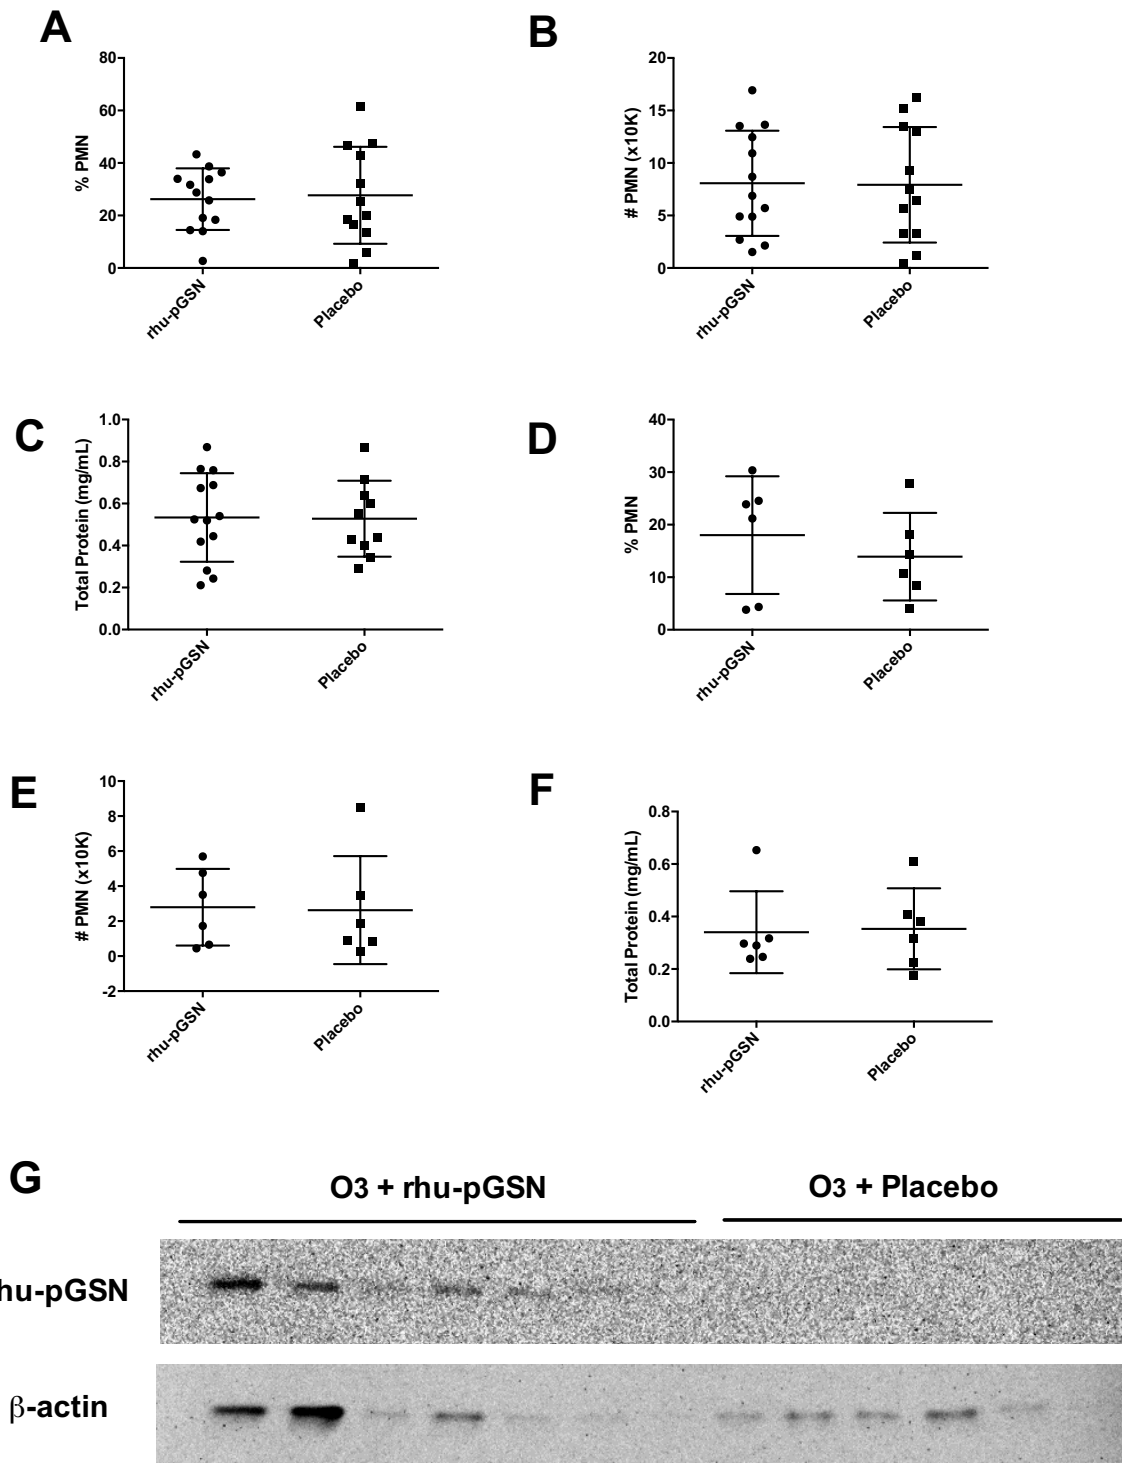 A
80
60
40
20
0
% PMN
rhu-pGSN
Placebo
B
20
15
10
5
0
# PMN (x10K)
rhu-pGSN
Placebo
C
1.0
0.8
0.6
0.4
0.2
0.0
Total Protein (mg/mL)
rhu-pGSN
Placebo
D
40
30
20
10
0
% PMN
rhu-pGSN
Placebo
E
10
8
6
4
2
0
-2
# PMN (x10K)
rhu-pGSN
Placebo
F
0.8
0.6
0.4
0.2
0.0
Total Protein (mg/mL)
rhu-pGSN
Placebo
G
O3 + rhu-pGSN
O3 + Placebo
hu-pGSN
β-actin